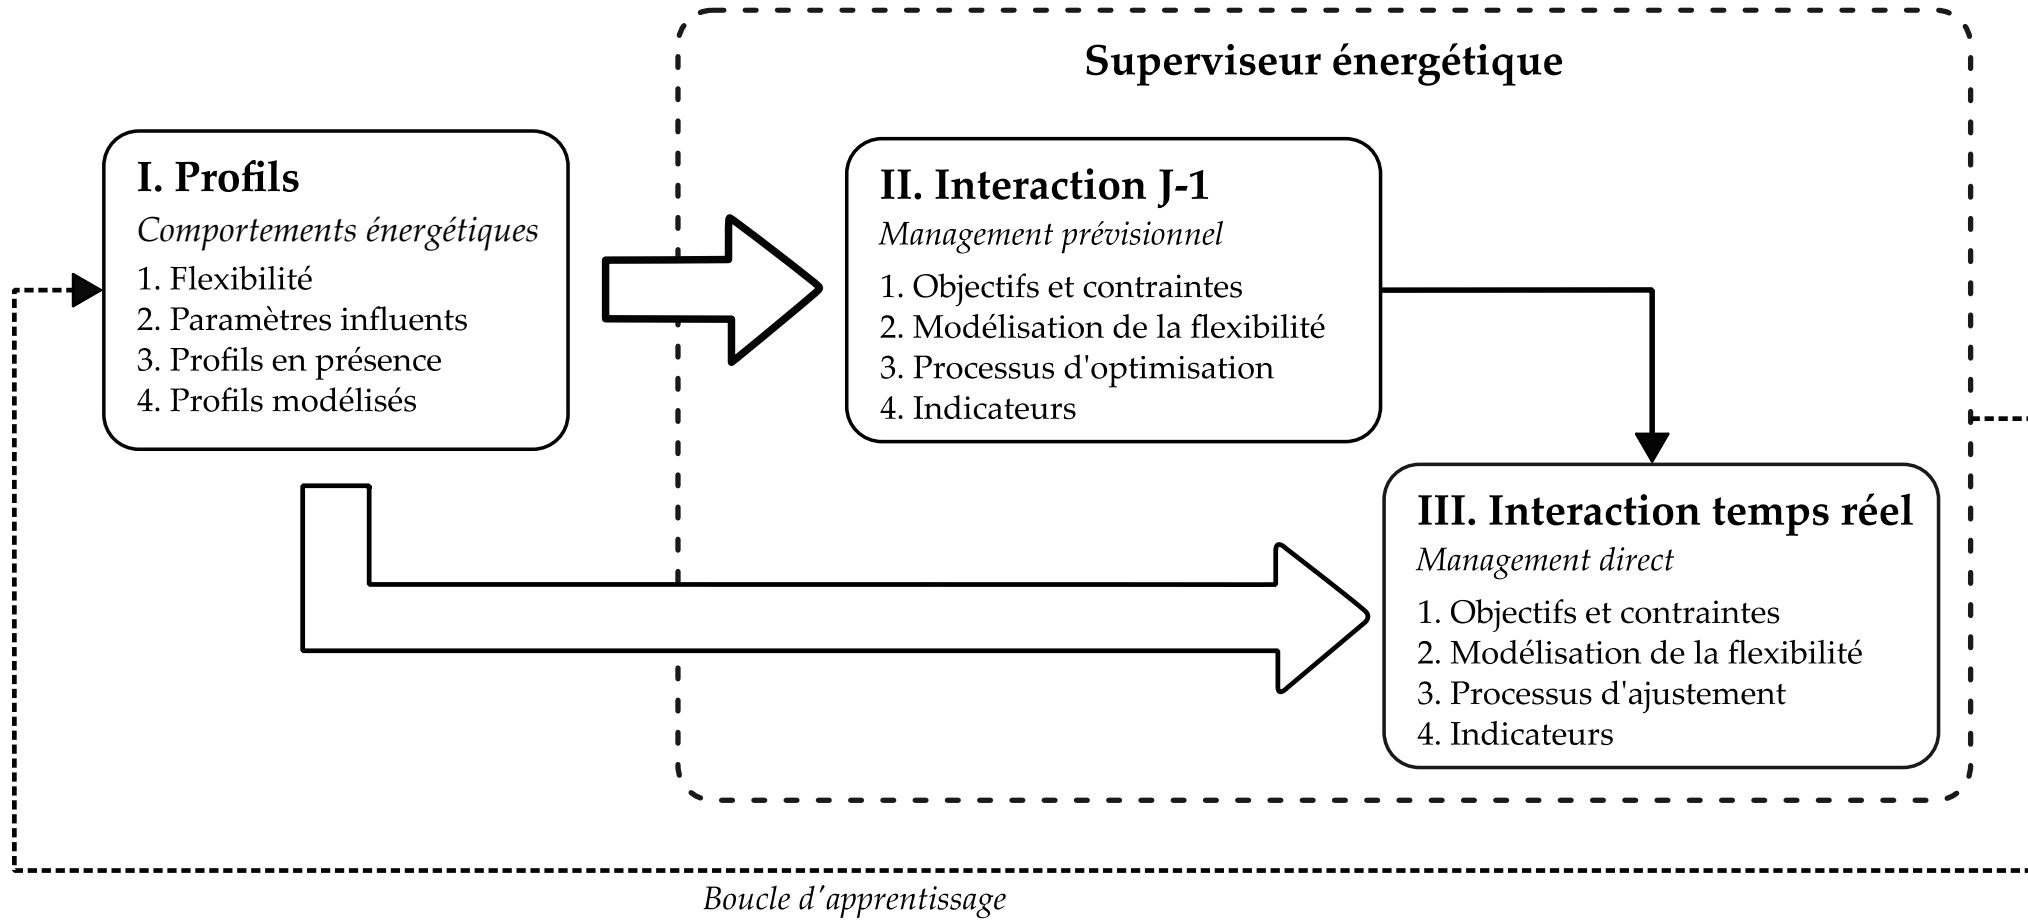 Superviseur énergétique
I. Profils
Comportements énergétiques
1. Flexibilité
2. Paramètres influents
3. Profils en présence
4. Profils modélisés
II. Interaction J-1
Management prévisionnel
1. Objectifs et contraintes
2. Modélisation de la flexibilité
3. Processus d'optimisation
4. Indicateurs
III. Interaction temps réel
Management direct
1. Objectifs et contraintes
2. Modélisation de la flexibilité
3. Processus d'ajustement
4. Indicateurs
Boucle d'apprentissage